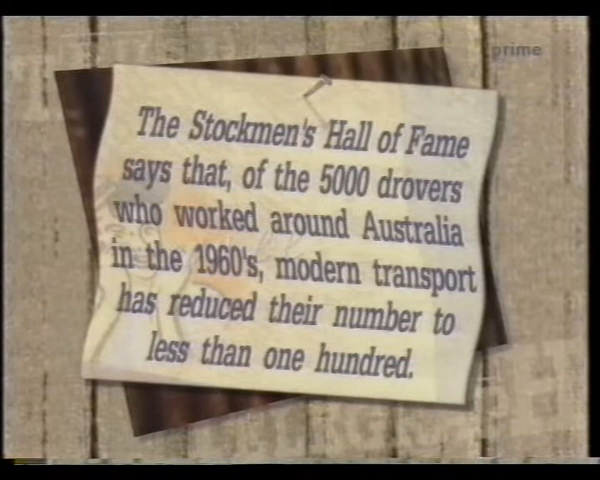 prime
The Stockmen's Hall of Fame
says that, of the 5000 drovers
who worked around Australia
in the 1960's, modern transport
has reduced their number to
less than one hundred.